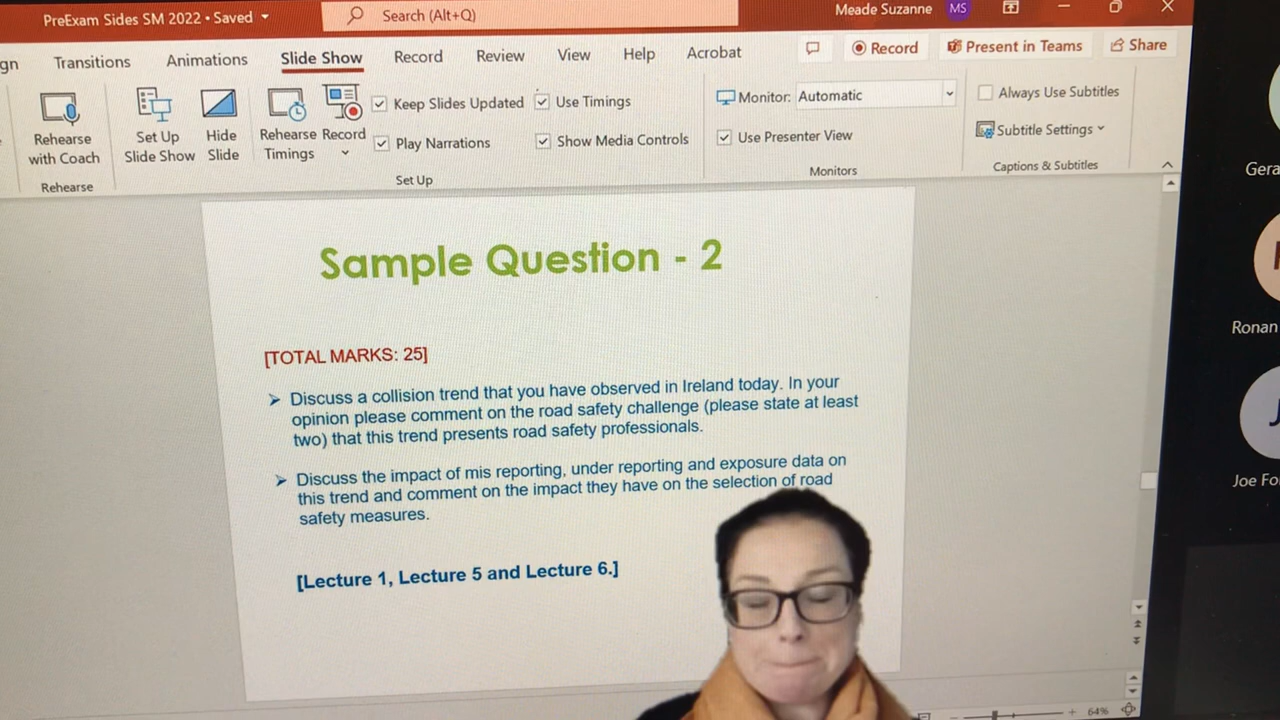 PreExam Sides SM 2022 • Saved
Search (Alt+Q)
Meade Suzanne MS
gn Transitions Animations Slide Show Record Review View Help Acrobat Record Present in Teams Share
Rehearse with Coach
Rehearse
Set Up Slide Show
Hide Slide
Rehearse Timings
Record
Keep Slides Updated
Play Narrations
Use Timings
Show Media Controls
Set Up
Monitor: Automatic
Use Presenter View
Monitors
Always Use Subtitles
Subtitle Settings
Captions & Subtitles
Sample Question - 2
[TOTAL MARKS: 25]
➢ Discuss a collision trend that you have observed in Ireland today. In your
opinion please comment on the road safety challenge (please state at least
two) that this trend presents road safety professionals.
➢ Discuss the impact of mis reporting, under reporting and exposure data on
this trend and comment on the impact they have on the selection of road
safety measures.
[Lecture 1, Lecture 5 and Lecture 6.]
64%
Gera
Ronan
J
Joe Fo